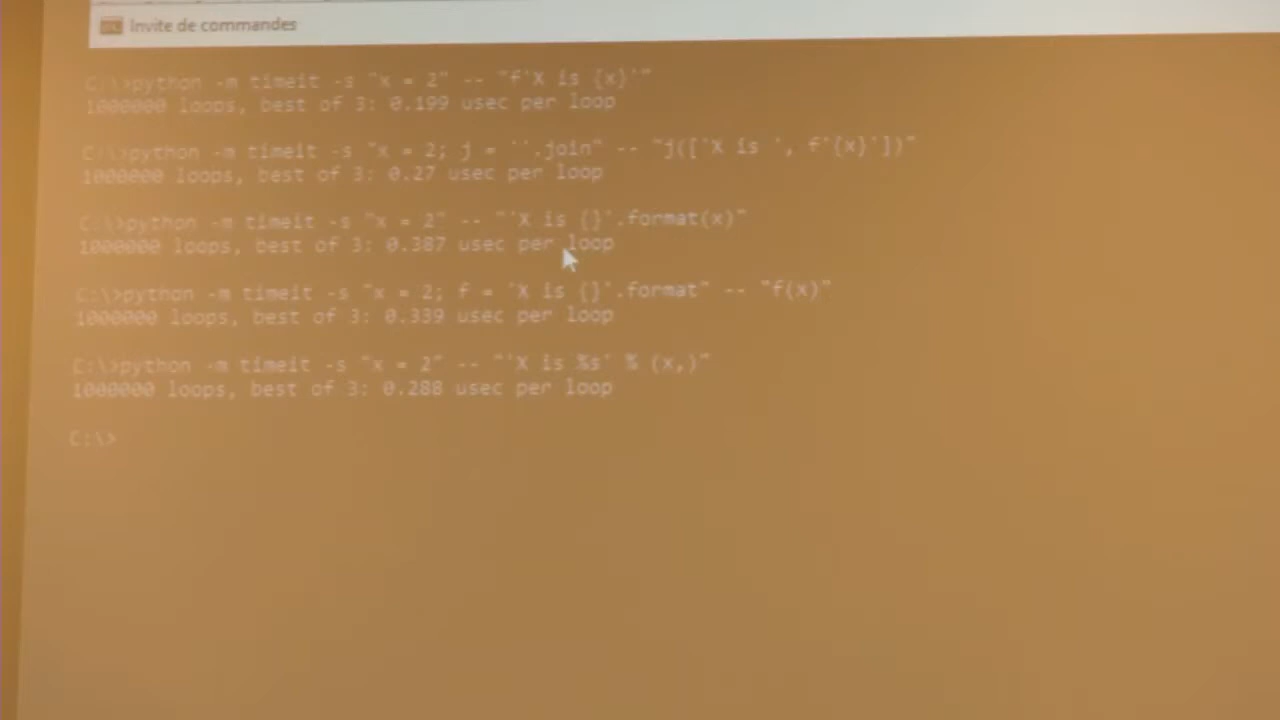 Invite de commandes
C:\>python -m timeit -s "x = 2" -- "f'X is {x}'"
1000000 loops, best of 3: 0.199 usec per loop
C:\>python -m timeit -s "x = 2; j = ''.join" -- "j(['X is ', f'{x}'])"
1000000 loops, best of 3: 0.27 usec per loop
C:\>python -m timeit -s "x = 2" -- "'X is {}'.format(x)"
1000000 loops, best of 3: 0.387 usec per loop
C:\>python -m timeit -s "x = 2; f = 'X is {}'.format" -- "f(x)"
1000000 loops, best of 3: 0.339 usec per loop
C:\>python -m timeit -s "x = 2" -- "'X is %s' % (x,)"
1000000 loops, best of 3: 0.288 usec per loop
C:\>